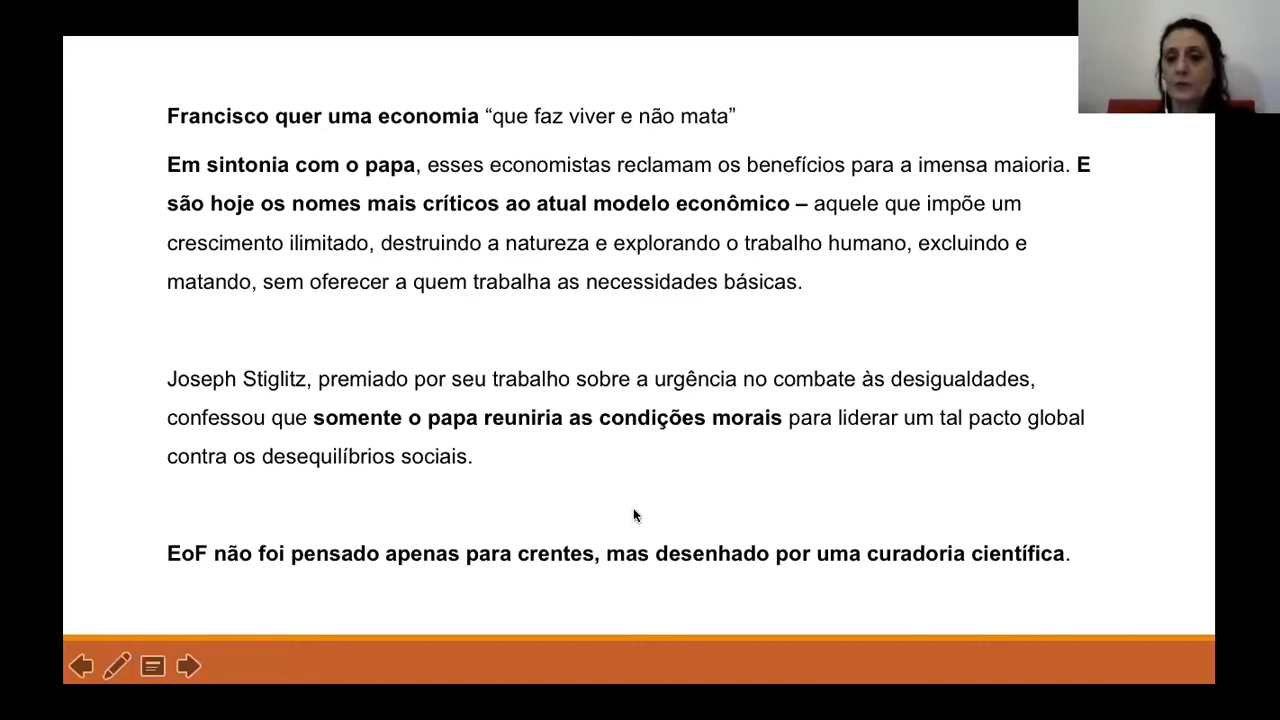 Francisco quer uma economia “que faz viver e não mata”
Em sintonia com o papa, esses economistas reclamam os benefícios para a imensa maioria. E
são hoje os nomes mais críticos ao atual modelo econômico – aquele que impõe um
crescimento ilimitado, destruindo a natureza e explorando o trabalho humano, excluindo e
matando, sem oferecer a quem trabalha as necessidades básicas.
Joseph Stiglitz, premiado por seu trabalho sobre a urgência no combate às desigualdades,
confessou que somente o papa reuniria as condições morais para liderar um tal pacto global
contra os desequilíbrios sociais.
EoF não foi pensado apenas para crentes, mas desenhado por uma curadoria científica.